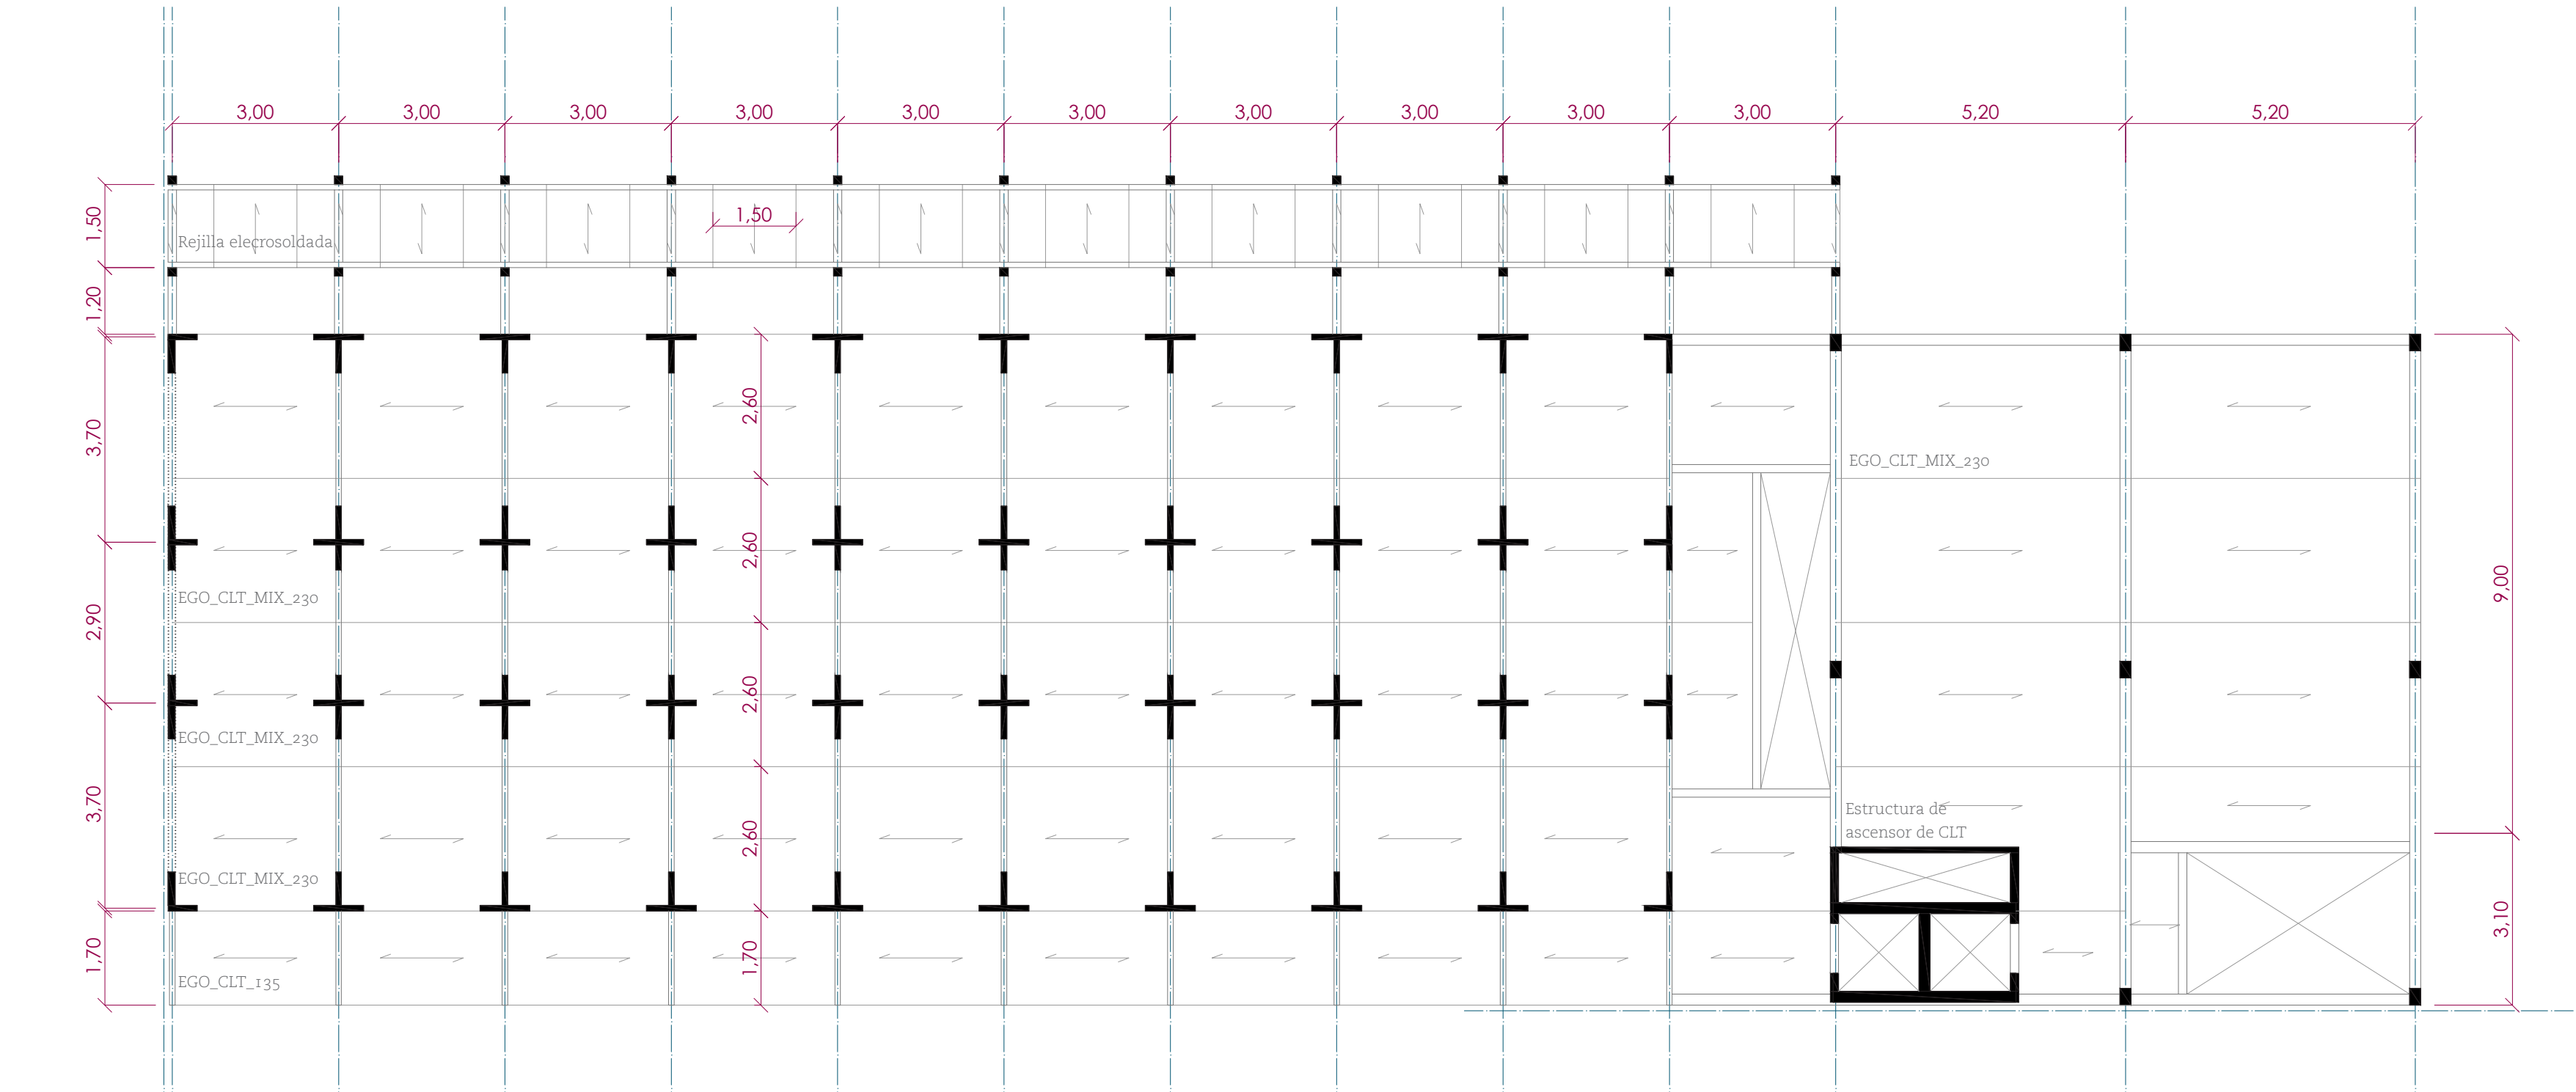 3,00 3,00 3,00 3,00 3,00 3,00 3,00 3,00 3,00 3,00 5,20 5,20
1,50
1,50
Rejilla elecrosoldada
1,20
2,60
3,70
EGO_CLT_MIX_230
2,60
9,00
EGO_CLT_MIX_230
2,90
2,60
EGO_CLT_MIX_230
3,70
Estructura de
ascensor de CLT
2,60
EGO_CLT_MIX_230
3,10
1,70
1,70
EGO_CLT_135